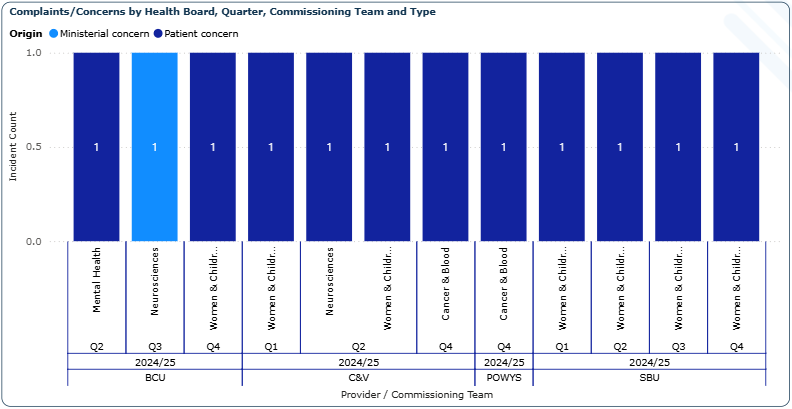 Complaints/Concerns by Health Board, Quarter, Commissioning Team and Type
Origin Ministerial concern Patient concern
Incident Count
1.0
0.5
0.0
1 1 1 1 1 1 1 1 1 1 1 1
Mental Health
Neurosciences
Women & Childr...
Women & Childr...
Neurosciences
Women & Childr...
Cancer & Blood
Cancer & Blood
Women & Childr...
Women & Childr...
Women & Childr...
Women & Childr...
Q2 Q3 Q4 Q1 Q2 Q4 Q4 Q1 Q2 Q3 Q4
2024/25 2024/25 2024/25 2024/25
BCU C&V POWYS SBU
Provider / Commissioning Team